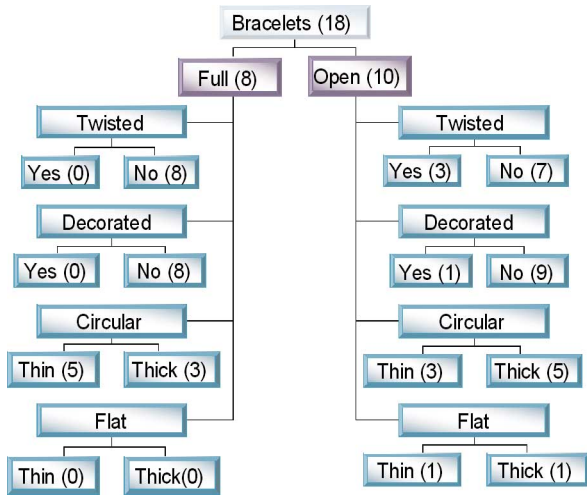 Bracelets (18)
Full (8)
Open (10)
Twisted
Yes (0)
No (8)
Decorated
Yes (0)
No (8)
Circular
Thin (5)
Thick (3)
Flat
Thin (0)
Thick(0)
Twisted
Yes (3)
No (7)
Decorated
Yes (1)
No (9)
Circular
Thin (3)
Thick (5)
Flat
Thin (1)
Thick (1)